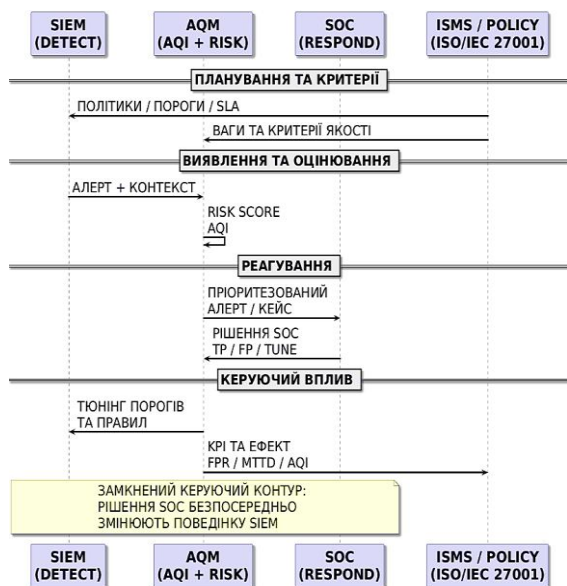 SIEM
(DETECT)
AQM
(AQI + RISK)
SOC
(RESPOND)
ISMS / POLICY
(ISO/IEC 27001)
ПЛАНУВАННЯ ТА КРИТЕРІЇ
ПОЛІТИКИ / ПОРОГИ / SLA
ВАГИ ТА КРИТЕРІЇ ЯКОСТІ
ВИЯВЛЕННЯ ТА ОЦІНЮВАННЯ
АЛЕРТ + КОНТЕКСТ
RISK SCORE
AQI
РЕАГУВАННЯ
ПРІОРИТЕЗОВАНИЙ
АЛЕРТ / КЕЙС
РІШЕННЯ SOC
TP / FP / TUNE
КЕРУЮЧИЙ ВПЛИВ
ТЮНІНГ ПОРОГІВ
ТА ПРАВИЛ
KPI ТА ЕФЕКТ
FPR / MTTD / AQI
ЗАМКНЕНИЙ КЕРУЮЧИЙ КОНТУР:
РІШЕННЯ SOC БЕЗПОСЕРЕДНЬО
ЗМІНЮЮТЬ ПОВЕДІНКУ SIEM
SIEM
(DETECT)
AQM
(AQI + RISK)
SOC
(RESPOND)
ISMS / POLICY
(ISO/IEC 27001)